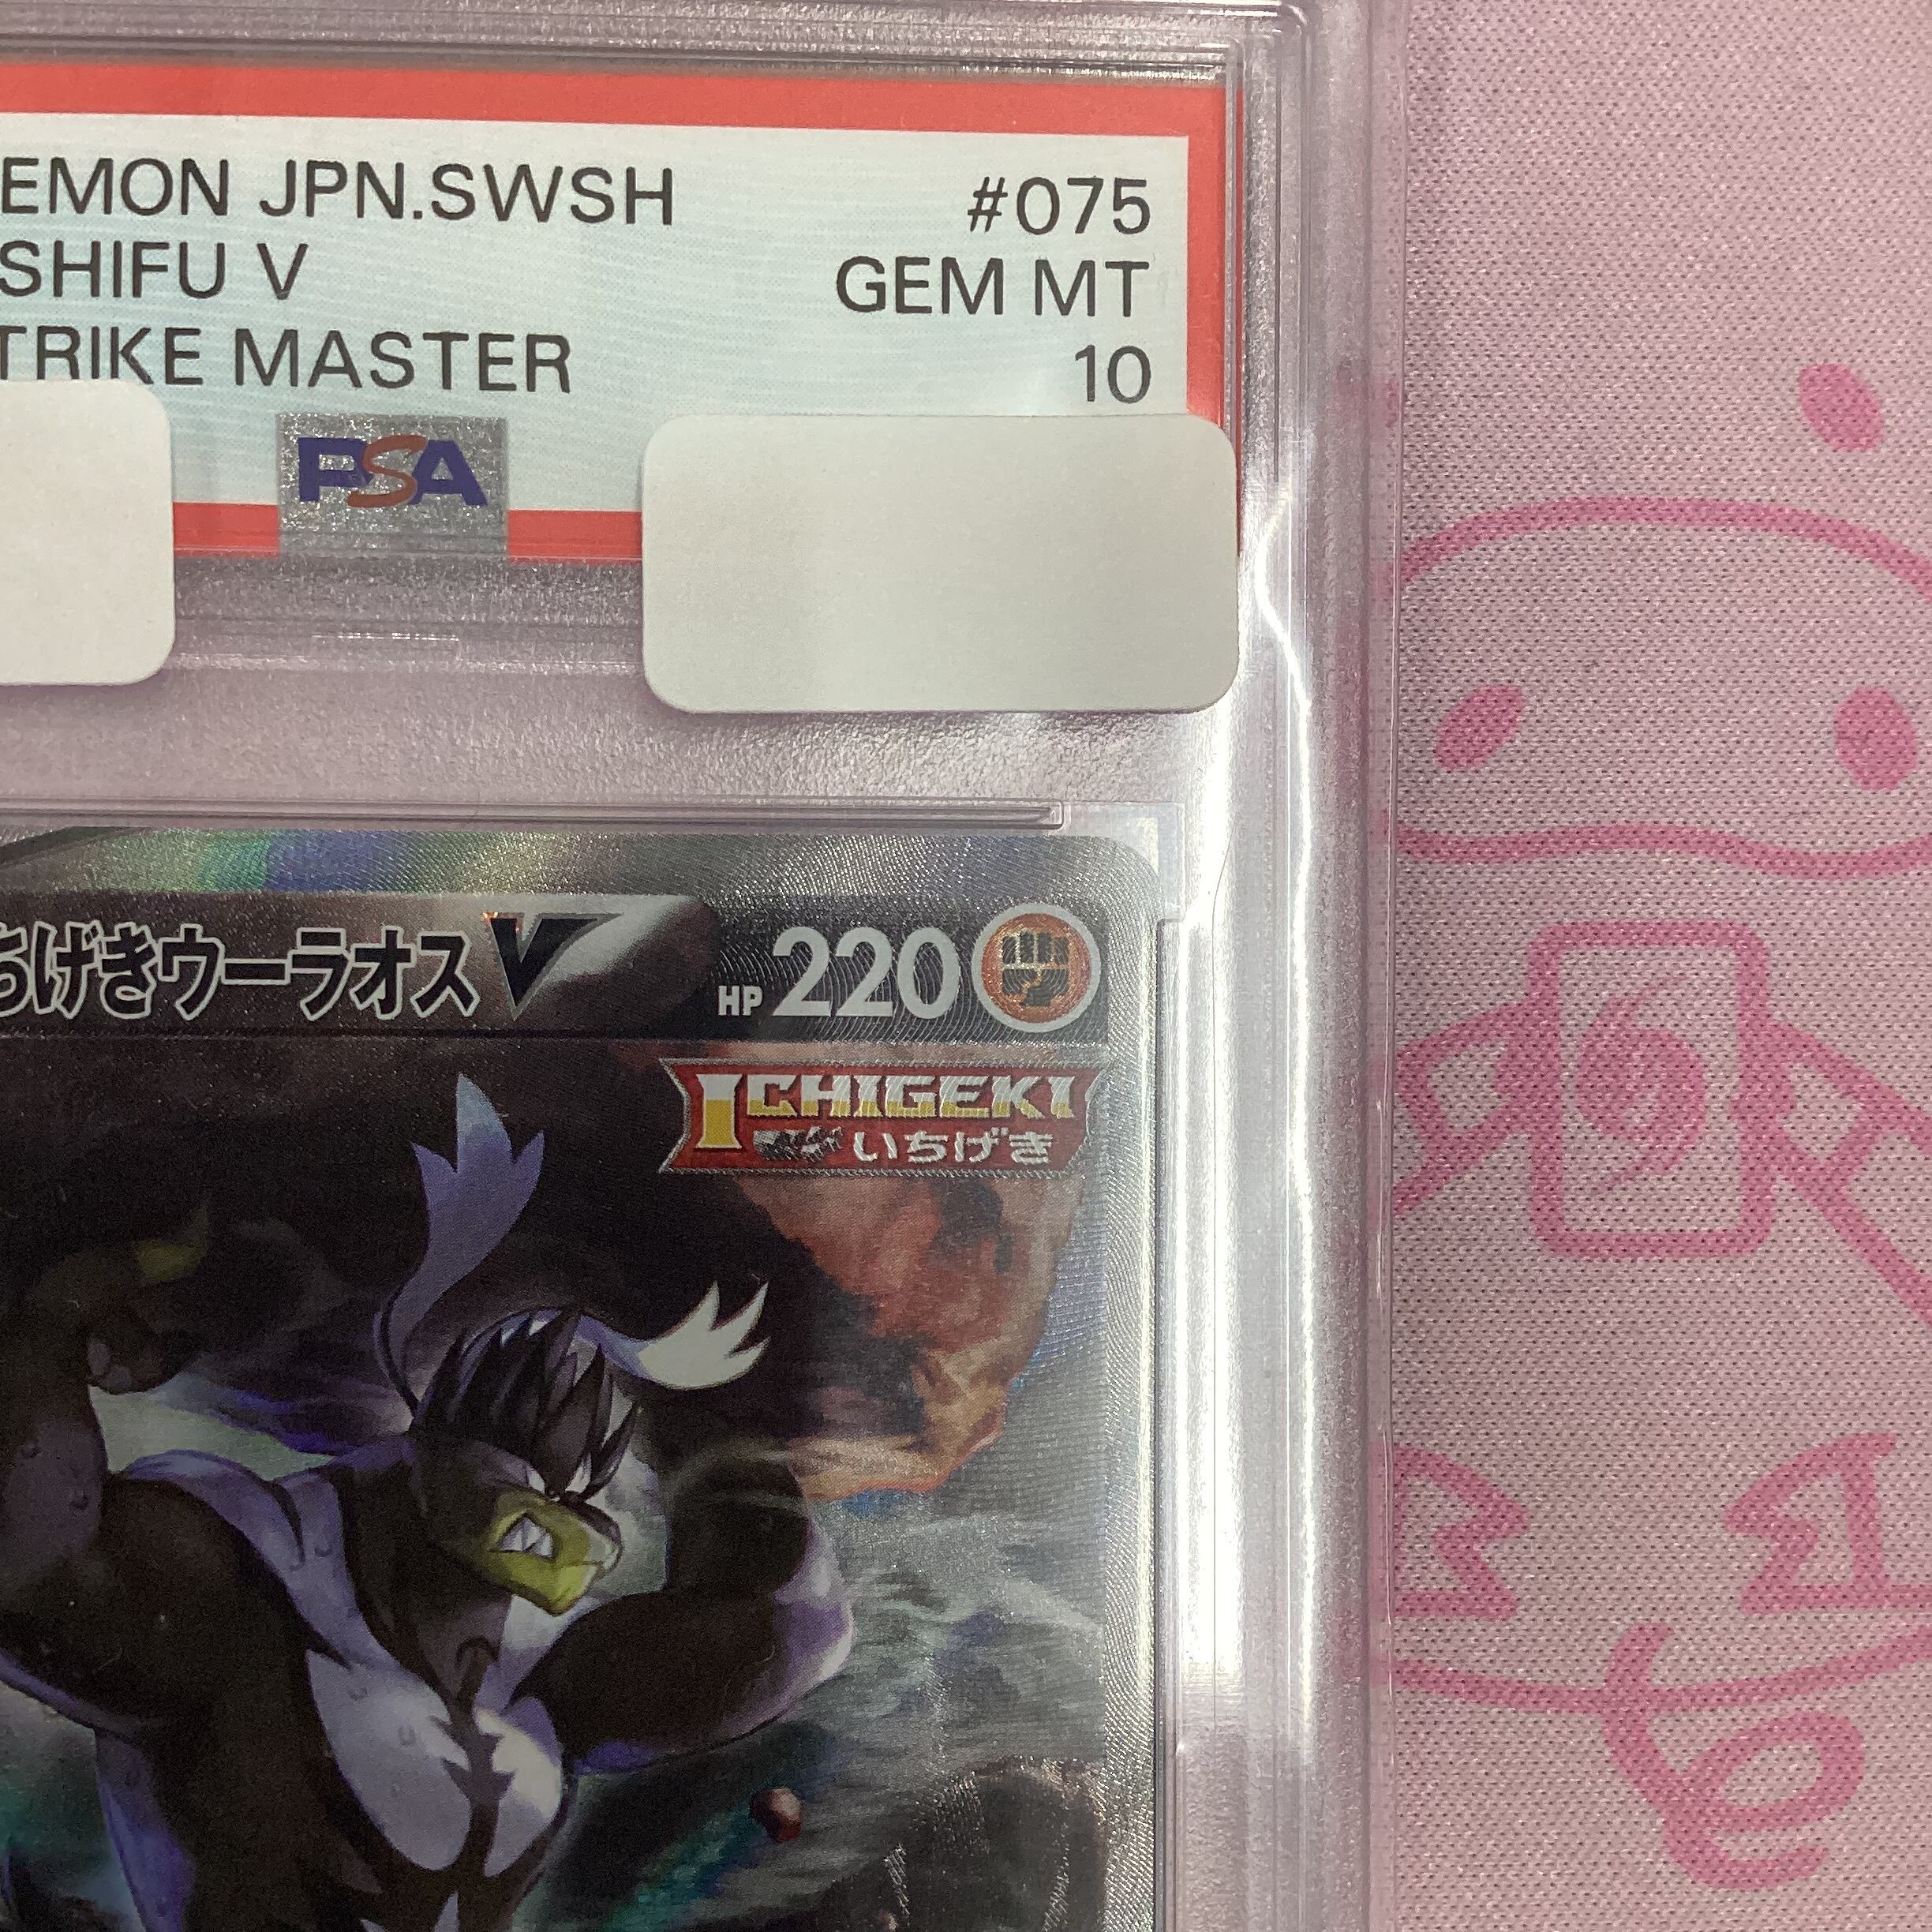 EMON JPN.SWSH #075
SHIFU V GEM MT
TRIKE MASTER 10
PSA
ちげきウーラオスV HP 220
ICHIGEKI
いちげき